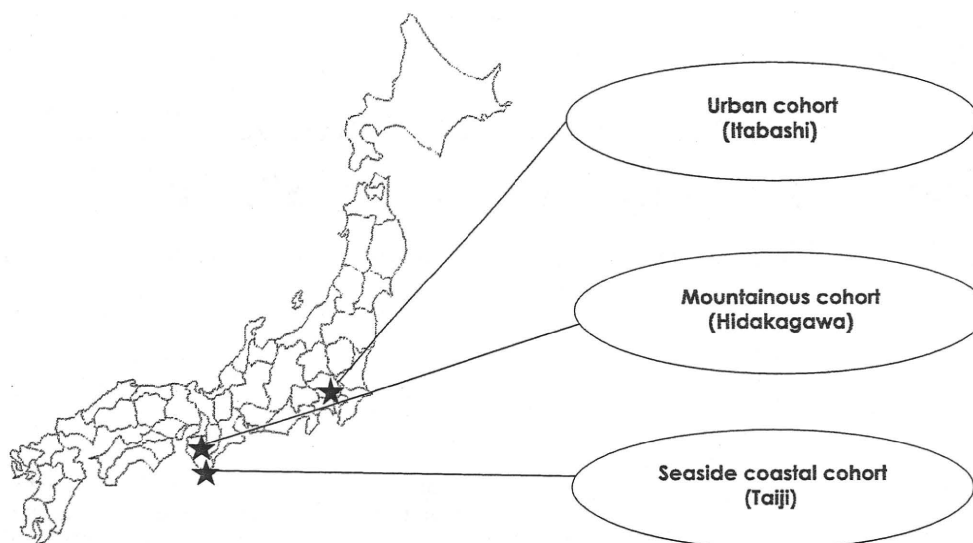 Urban cohort
(Itabashi)
Mountainous cohort
(Hidakagawa)
Seaside coastal cohort
(Taiji)